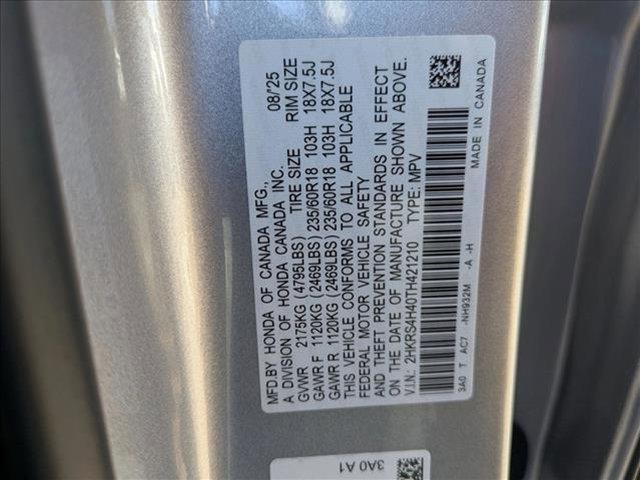 MFD.BY HONDA OF CANADA MFG., 08/'25
A DIVISION OF HONDA CANADA INC.
GVWR 2175KG (4795LBS) TIRE SIZE RIM SIZE
GAWR F 1120KG (2469LBS) 235/60R18 103H 18X7.5J
GAWR R 1120KG (2469LBS) 235/60R18 103H 18X7.5J
THIS VEHICLE CONFORMS TO ALL APPLICABLE
FEDERAL MOTOR VEHICLE SAFETY
AND THEFT PREVENTION STANDARDS IN EFFECT
ON THE DATE OF MANUFACTURE SHOWN ABOVE.
V.I.N.: 2HKRS4H40TH421210 TYPE: MPV
3A0 T AC7 -NH932M -A -H
MADE IN CANADA
3A0 A1